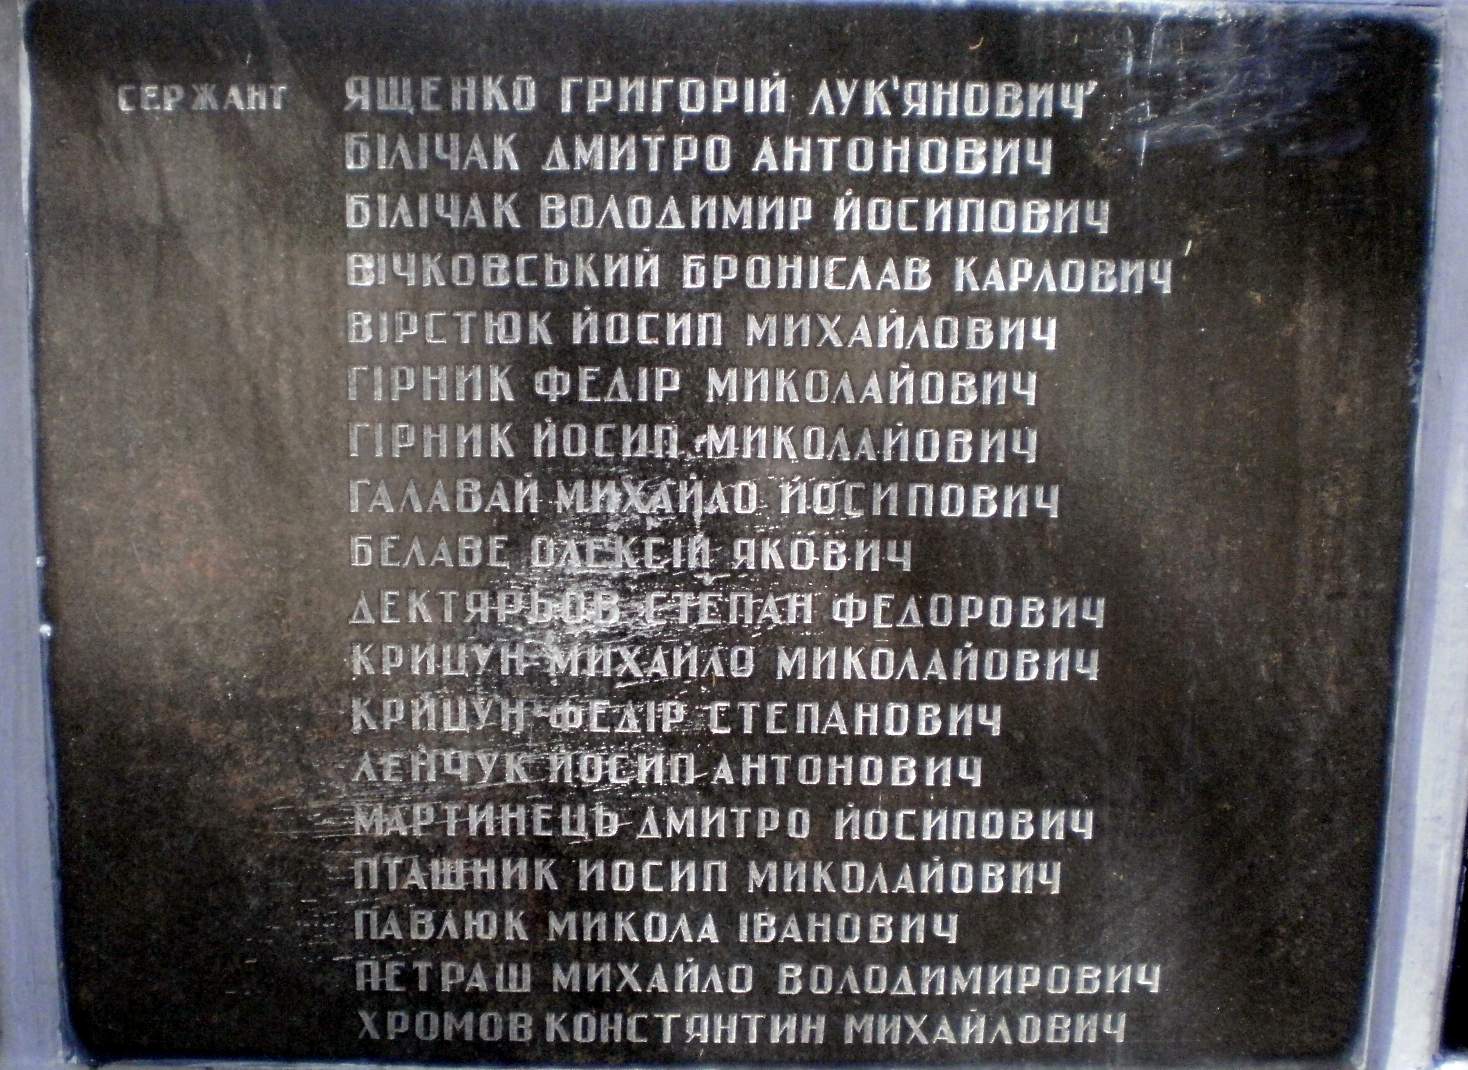 СЕРЖАНТ ЯЩЕНКО ГРИГОРІЙ ЛУК'ЯНОВИЧ
БІЛІЧАК ДМИТРО АНТОНОВИЧ
БІЛІЧАК ВОЛОДИМИР ЙОСИПОВИЧ
ВІЧКОВСЬКИЙ БРОНІСЛАВ КАРЛОВИЧ
ВІРСТЮК ЙОСИП МИХАЙЛОВИЧ
ГІРНИК ФЕДІР МИКОЛАЙОВИЧ
ГІРНИК ЙОСИП МИКОЛАЙОВИЧ
ГАЛАВАЙ МИХАЙЛО ЙОСИПОВИЧ
БЕЛАВЕ ОЛЕКСІЙ ЯКОВИЧ
ДЕКТЯРЬОВ СТЕПАН ФЕДОРОВИЧ
КРИЦУН МИХАЙЛО МИКОЛАЙОВИЧ
КРИЦУН ФЕДІР СТЕПАНОВИЧ
ЛЕНЧУК ЙОСИП АНТОНОВИЧ
МАРТИНЕЦЬ ДМИТРО ЙОСИПОВИЧ
ПТАШНИК ЙОСИП МИКОЛАЙОВИЧ
ПАВЛЮК МИКОЛА ІВАНОВИЧ
ПЕТРАШ МИХАЙЛО ВОЛОДИМИРОВИЧ
ХРОМОВ КОНСТЯНТИН МИХАЙЛОВИЧ